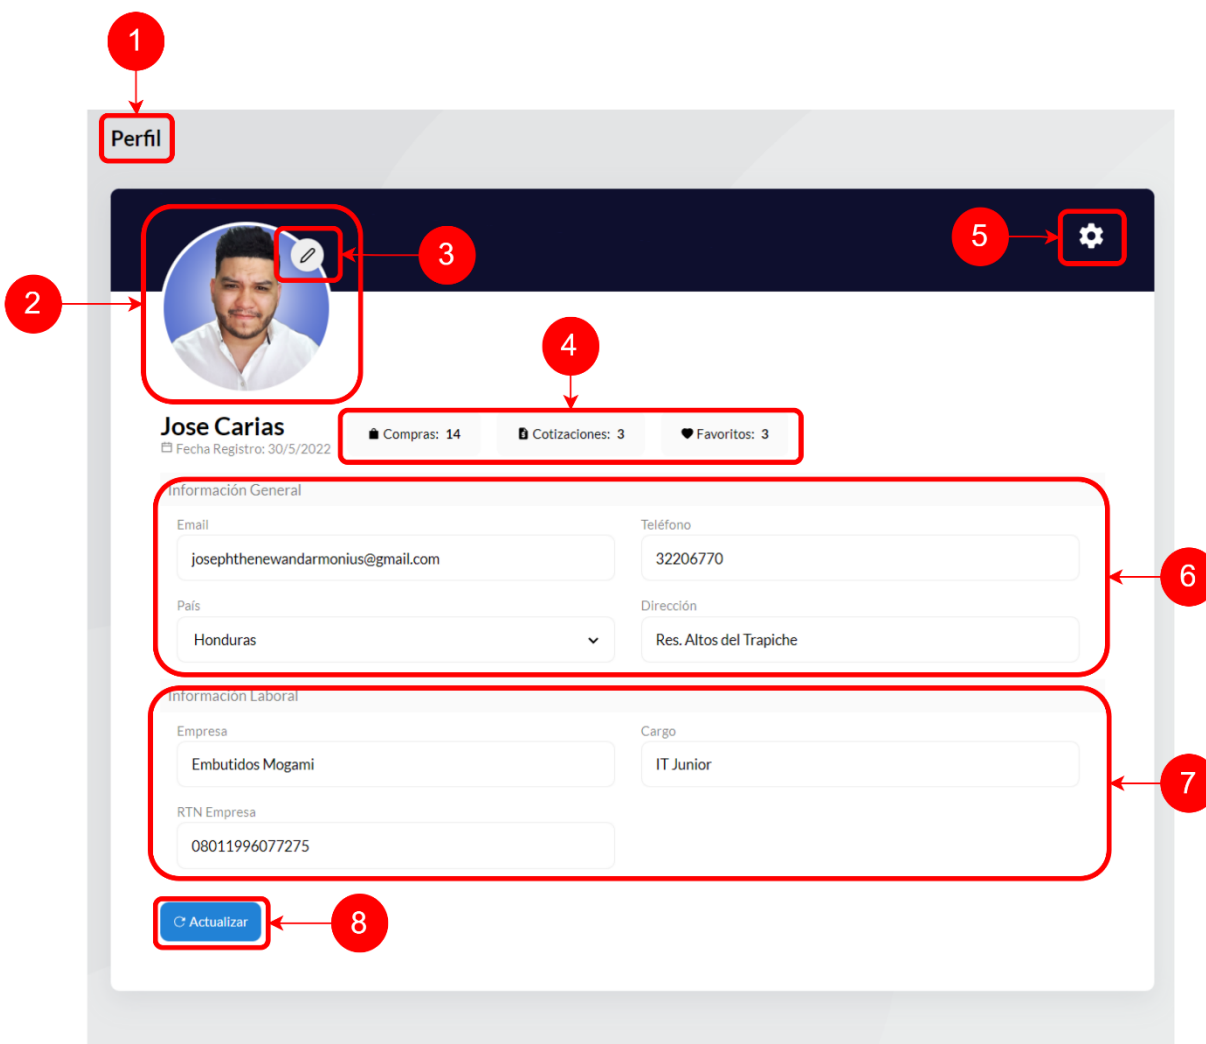 1
Perfil
5
3
2
4
Jose Carias
Fecha Registro: 30/5/2022
Compras: 14
Cotizaciones: 3
Favoritos: 3
Información General
Email
Teléfono
josephthenewandarmonius@gmail.com
32206770
6
País
Dirección
Honduras
Res. Altos del Trapiche
Información Laboral
Empresa
Cargo
Embutidos Mogami
IT Junior
7
RTN Empresa
08011996077275
Actualizar
8